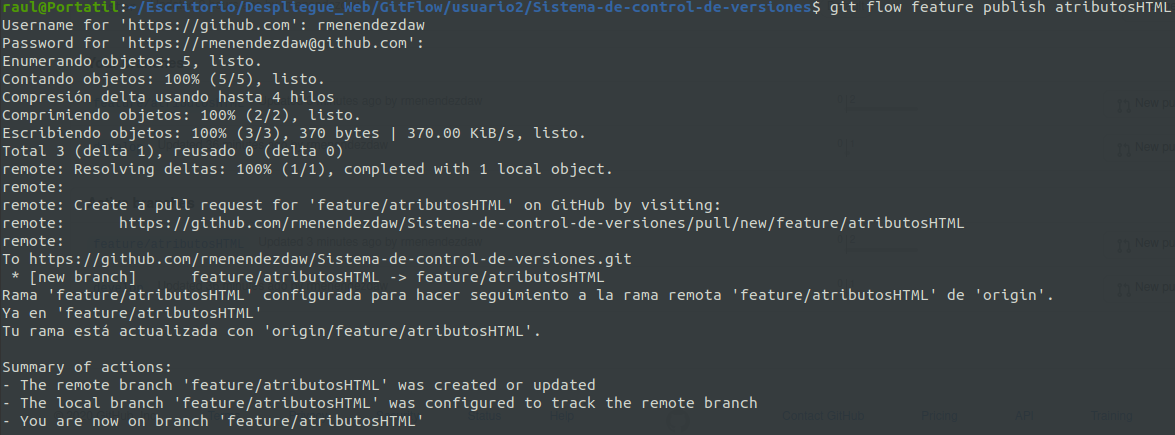 raul@Portatil:~/Escritorio/Despliegue_Web/GitFlow/usuario2/Sistema-de-control-de-versiones$ git flow feature publish atributosHTML
Username for 'https://github.com': rmenendezdaw
Password for 'https://rmenendezdaw@github.com':
Enumerando objetos: 5, listo.
Contando objetos: 100% (5/5), listo.
Compresión delta usando hasta 4 hilos
Comprimiendo objetos: 100% (2/2), listo.
Escribiendo objetos: 100% (3/3), 370 bytes | 370.00 KiB/s, listo.
Total 3 (delta 1), reusado 0 (delta 0)
remote: Resolving deltas: 100% (1/1), completed with 1 local object.
remote:
remote: Create a pull request for 'feature/atributosHTML' on GitHub by visiting:
remote:      https://github.com/rmenendezdaw/Sistema-de-control-de-versiones/pull/new/feature/atributosHTML
remote:
To https://github.com/rmenendezdaw/Sistema-de-control-de-versiones.git
 * [new branch]      feature/atributosHTML -> feature/atributosHTML
Rama 'feature/atributosHTML' configurada para hacer seguimiento a la rama remota 'feature/atributosHTML' de 'origin'.
Ya en 'feature/atributosHTML'
Tu rama está actualizada con 'origin/feature/atributosHTML'.
Summary of actions:
- The remote branch 'feature/atributosHTML' was created or updated
- The local branch 'feature/atributosHTML' was configured to track the remote branch
- You are now on branch 'feature/atributosHTML'